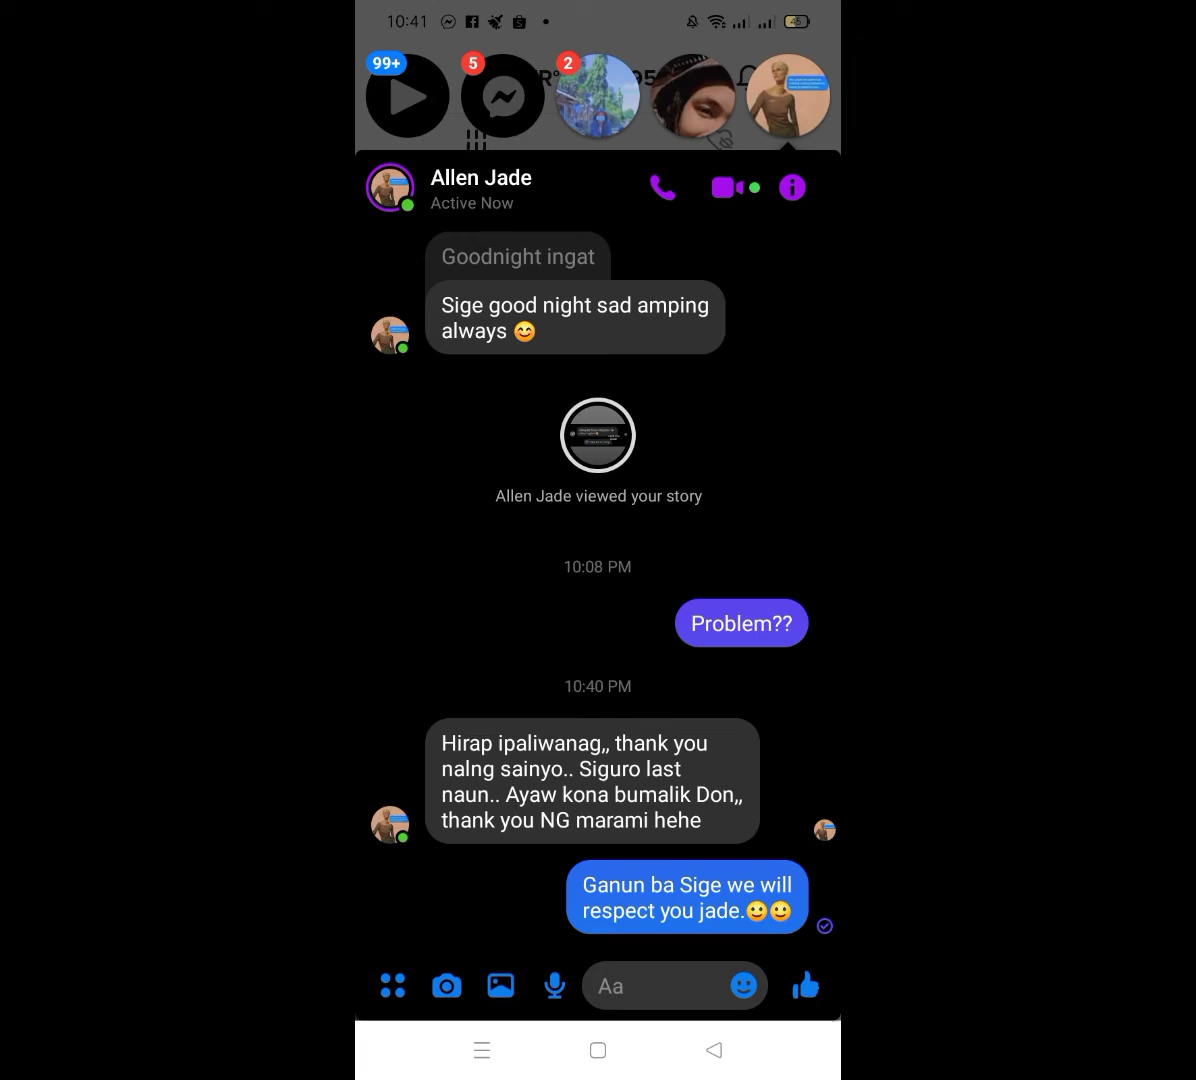 10:41
45
99+
5
2
R°
95
Allen Jade
Active Now
Goodnight ingat
Sige good night sad amping
always 😊
Allen Jade viewed your story
10:08 PM
Problem??
10:40 PM
Hirap ipaliwanag,, thank you
nalng sainyo.. Siguro last
naun.. Ayaw kona bumalik Don,,
thank you NG marami hehe
Ganun ba Sige we will
respect you jade.🙂🙂
Aa